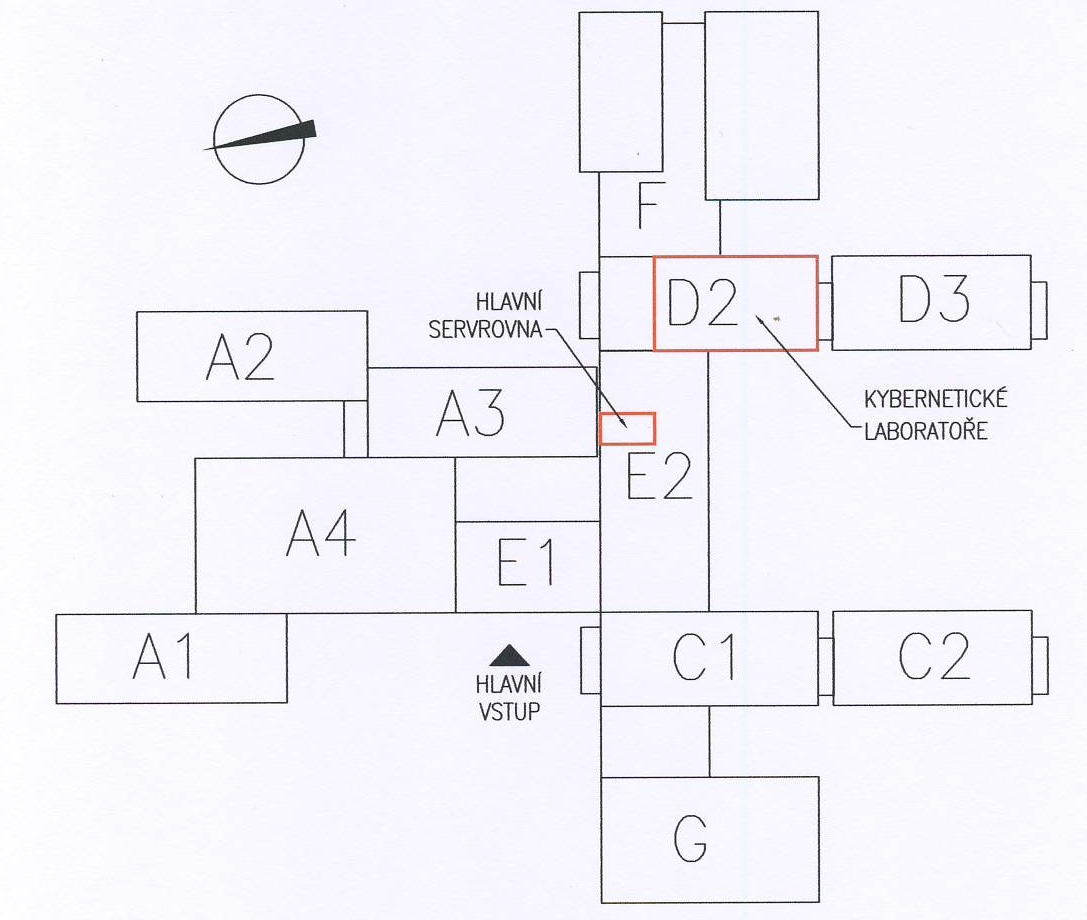 F
D2
D3
HLAVNÍ
SERVROVNA
A2
A3
KYBERNETICKÉ
LABORATOŘE
E2
A4
E1
A1
C1
C2
HLAVNÍ
VSTUP
G